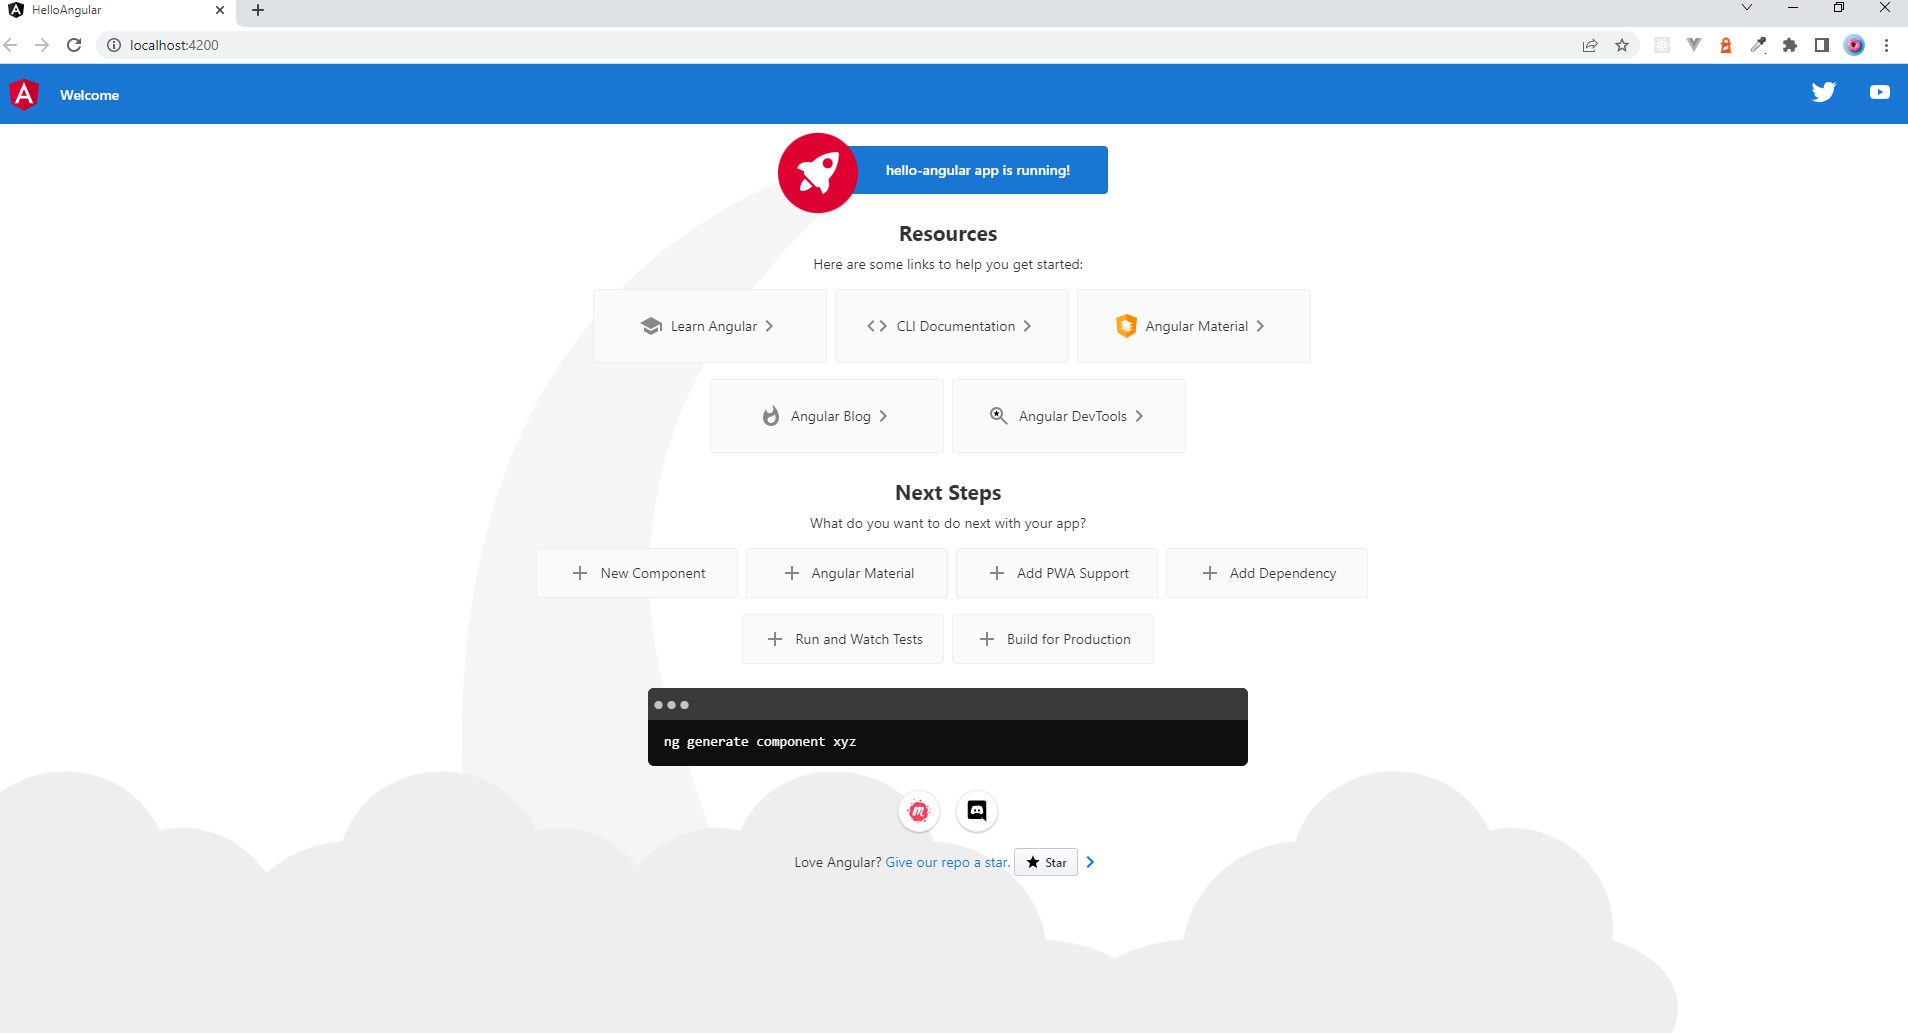 HelloAngular
localhost:4200
Welcome
hello-angular app is running!
Resources
Here are some links to help you get started:
Learn Angular
CLI Documentation
Angular Material
Angular Blog
Angular DevTools
Next Steps
What do you want to do next with your app?
New Component
Angular Material
Add PWA Support
Add Dependency
Run and Watch Tests
Build for Production
ng generate component xyz
Love Angular? Give our repo a star. Star